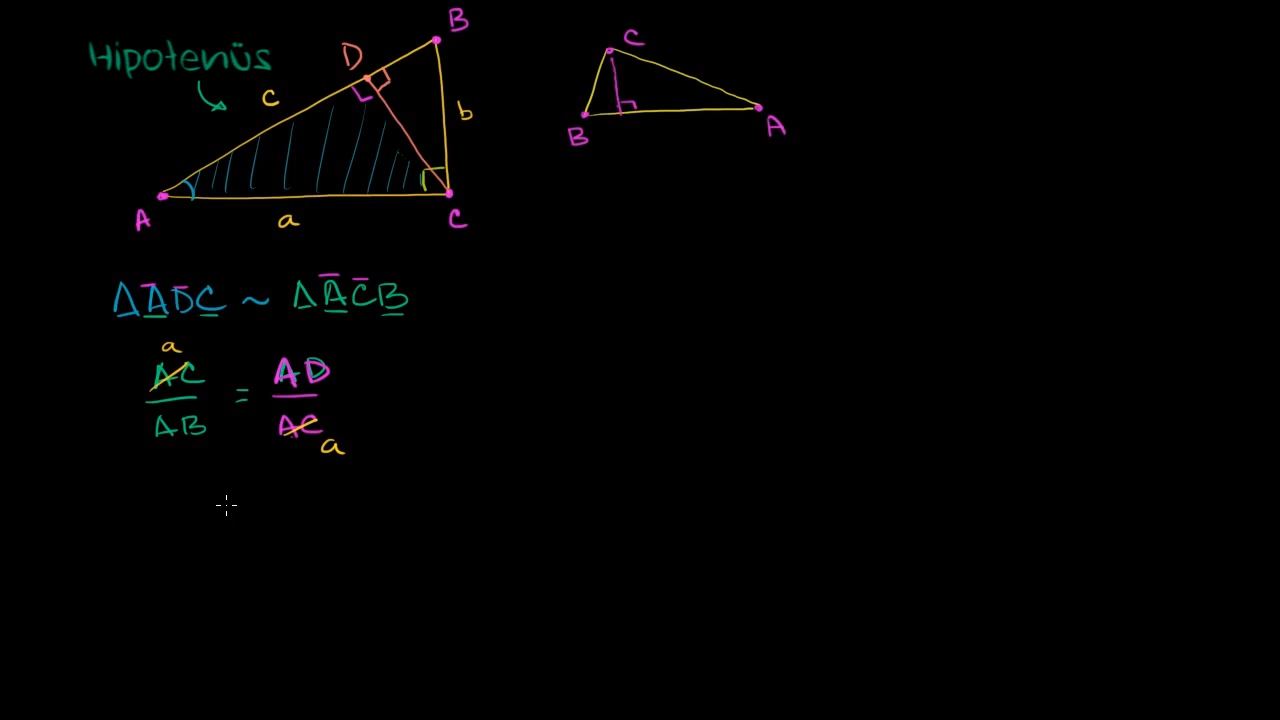 B
Hipotenüs
D
c
b
A
a
C
C
B
A
ΔADC ~ ΔACB
a
AC/AB = AD/AC
a